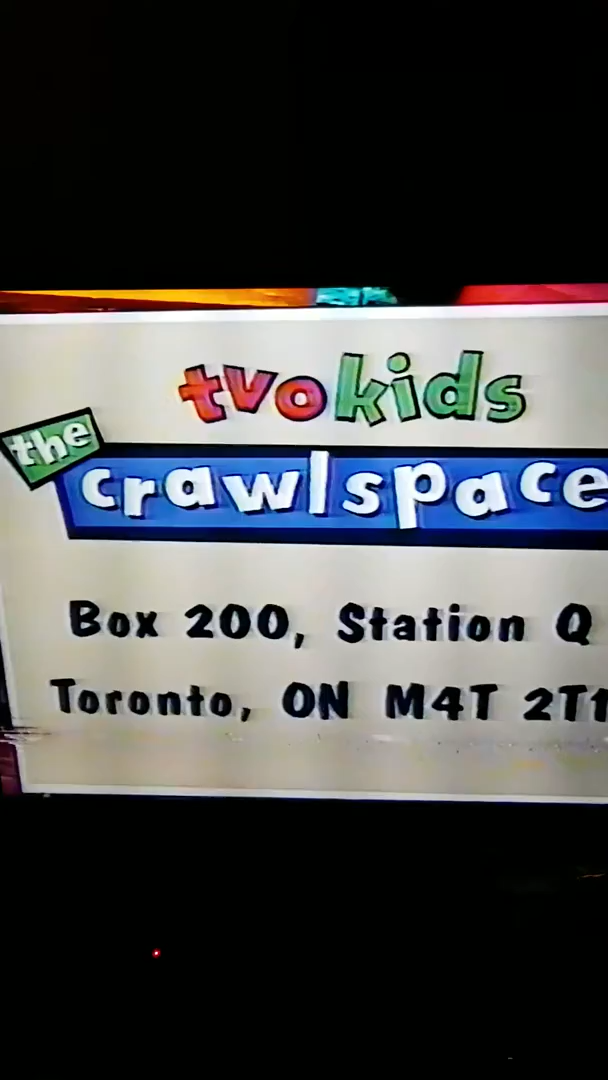 tvokids
the
crawlspace
Box 200, Station Q
Toronto, ON M4T 2T1